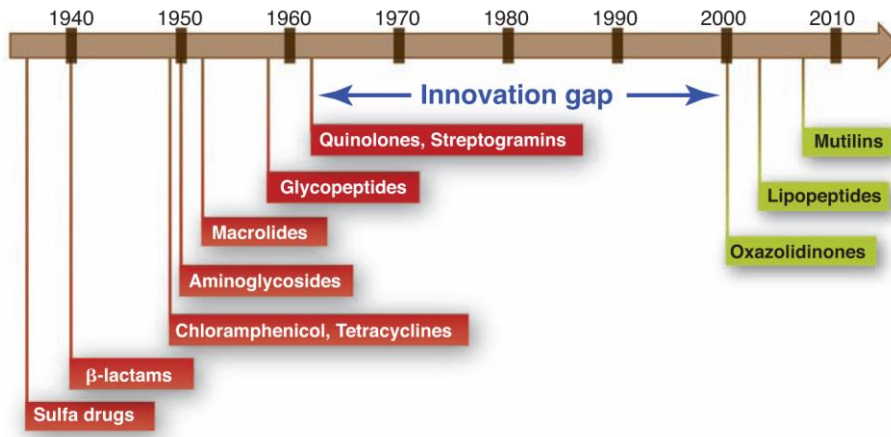 1940 1950 1960 1970 1980 1990 2000 2010
Innovation gap
Quinolones, Streptogramins
Mutilins
Glycopeptides
Lipopeptides
Macrolides
Oxazolidinones
Aminoglycosides
Chloramphenicol, Tetracyclines
β-lactams
Sulfa drugs